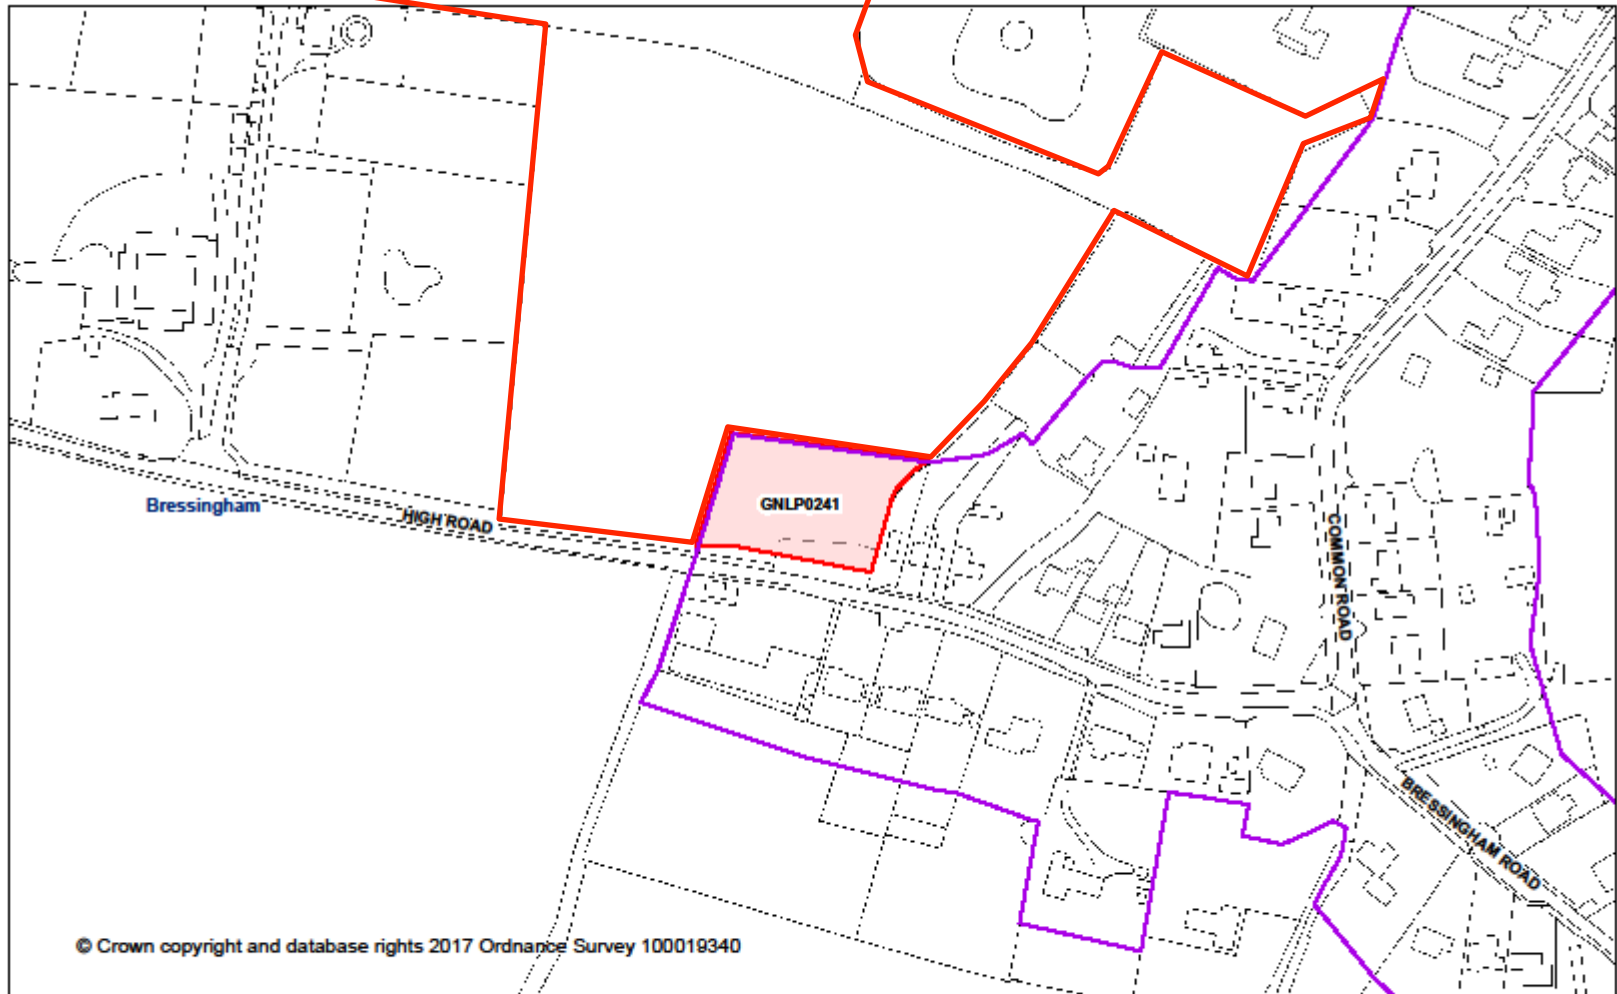 GNLP0241
Bressingham
HIGH ROAD
COMMON ROAD
BRESSINGHAM ROAD
© Crown copyright and database rights 2017 Ordnance Survey 100019340